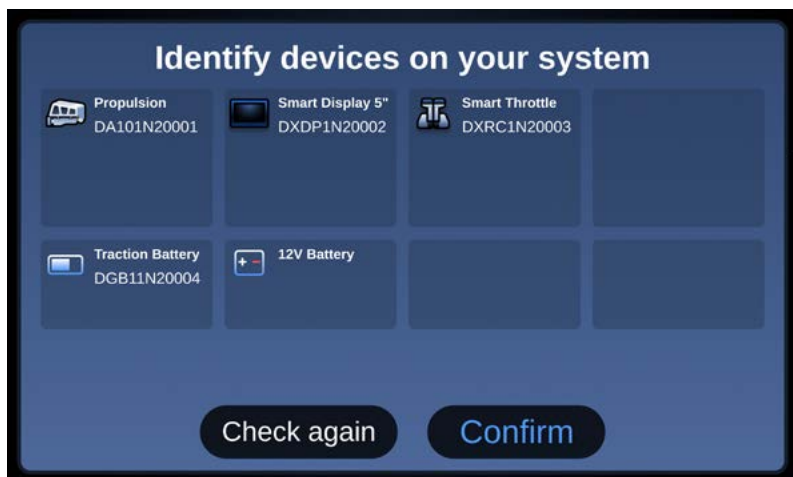 Identify devices on your system
Propulsion
DA101N20001
Smart Display 5"
DXDP1N20002
Smart Throttle
DXRC1N20003
Traction Battery
DGB11N20004
12V Battery
Check again
Confirm